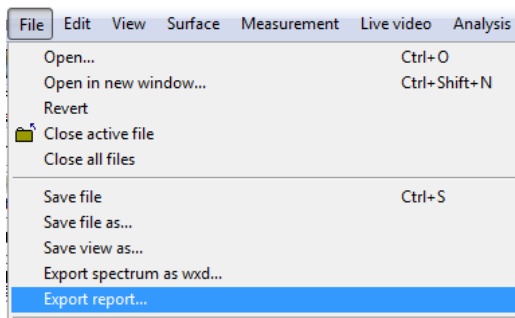 File Edit View Surface Measurement Live video Analysis
Open... Ctrl+O
Open in new window... Ctrl+Shift+N
Revert
Close active file
Close all files
Save file Ctrl+S
Save file as...
Save view as...
Export spectrum as wxd...
Export report...